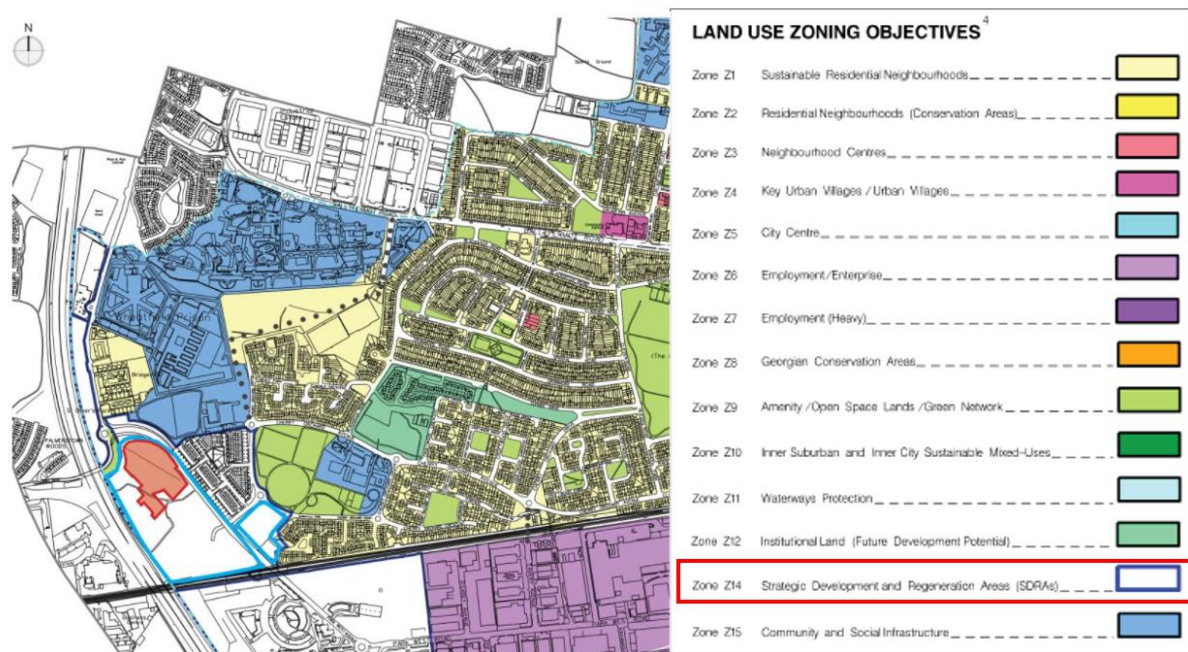 N
Wheatfield Prison
PALMERSTOWN
WOODS
LAND USE ZONING OBJECTIVES 4
Zone Z1 Sustainable Residential Neighbourhoods
Zone Z2 Residential Neighbourhoods (Conservation Areas)
Zone Z3 Neighbourhood Centres
Zone Z4 Key Urban Villages / Urban Villages
Zone Z5 City Centre
Zone Z6 Employment/Enterprise
Zone Z7 Employment (Heavy)
Zone Z8 Georgian Conservation Areas
Zone Z9 Amenity /Open Space Lands /Green Network
Zone Z10 Inner Suburban and Inner City Sustainable Mixed-Uses
Zone Z11 Waterways Protection
Zone Z12 Institutional Land (Future Development Potential)
Zone Z14 Strategic Development and Regeneration Areas (SDRAs)
Zone Z15 Community and Social Infrastructure